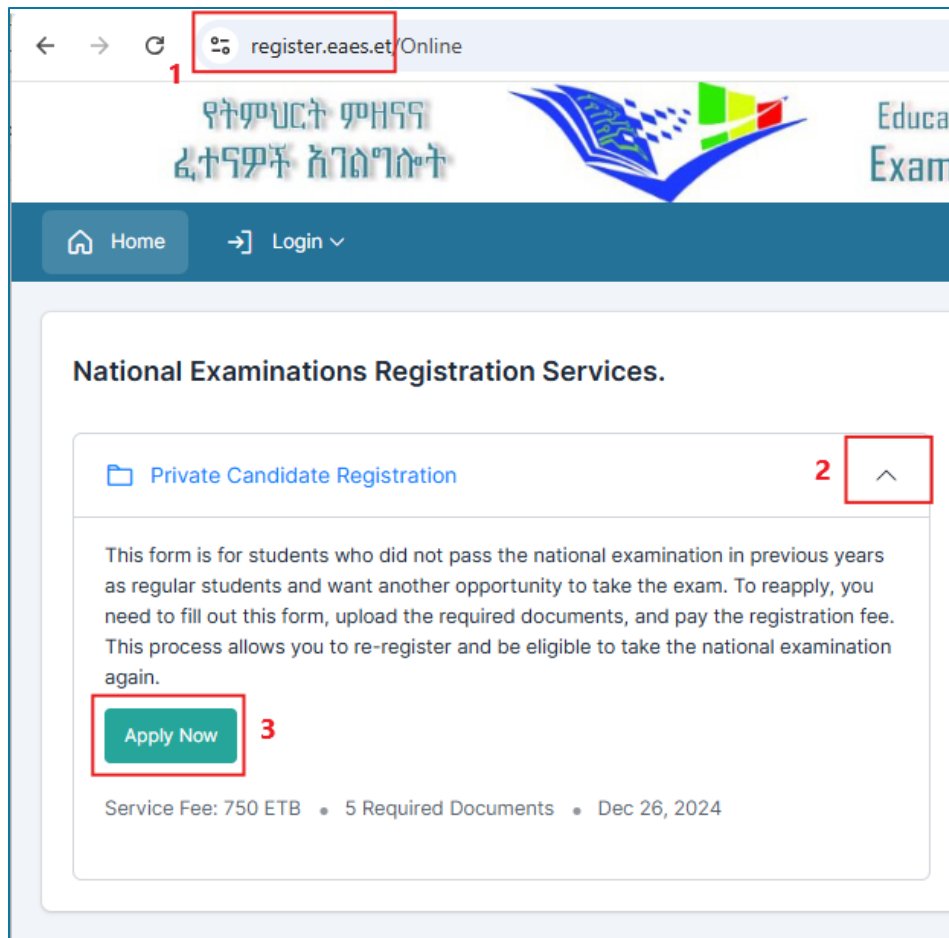 register.eaes.et/Online
1
የትምህርት ምዘናና
ፈተናዎች አገልግሎት
Educa
Exam
Home
Login
National Examinations Registration Services.
Private Candidate Registration
2
This form is for students who did not pass the national examination in previous years
as regular students and want another opportunity to take the exam. To reapply, you
need to fill out this form, upload the required documents, and pay the registration fee.
This process allows you to re-register and be eligible to take the national examination
again.
Apply Now
3
Service Fee: 750 ETB • 5 Required Documents • Dec 26, 2024